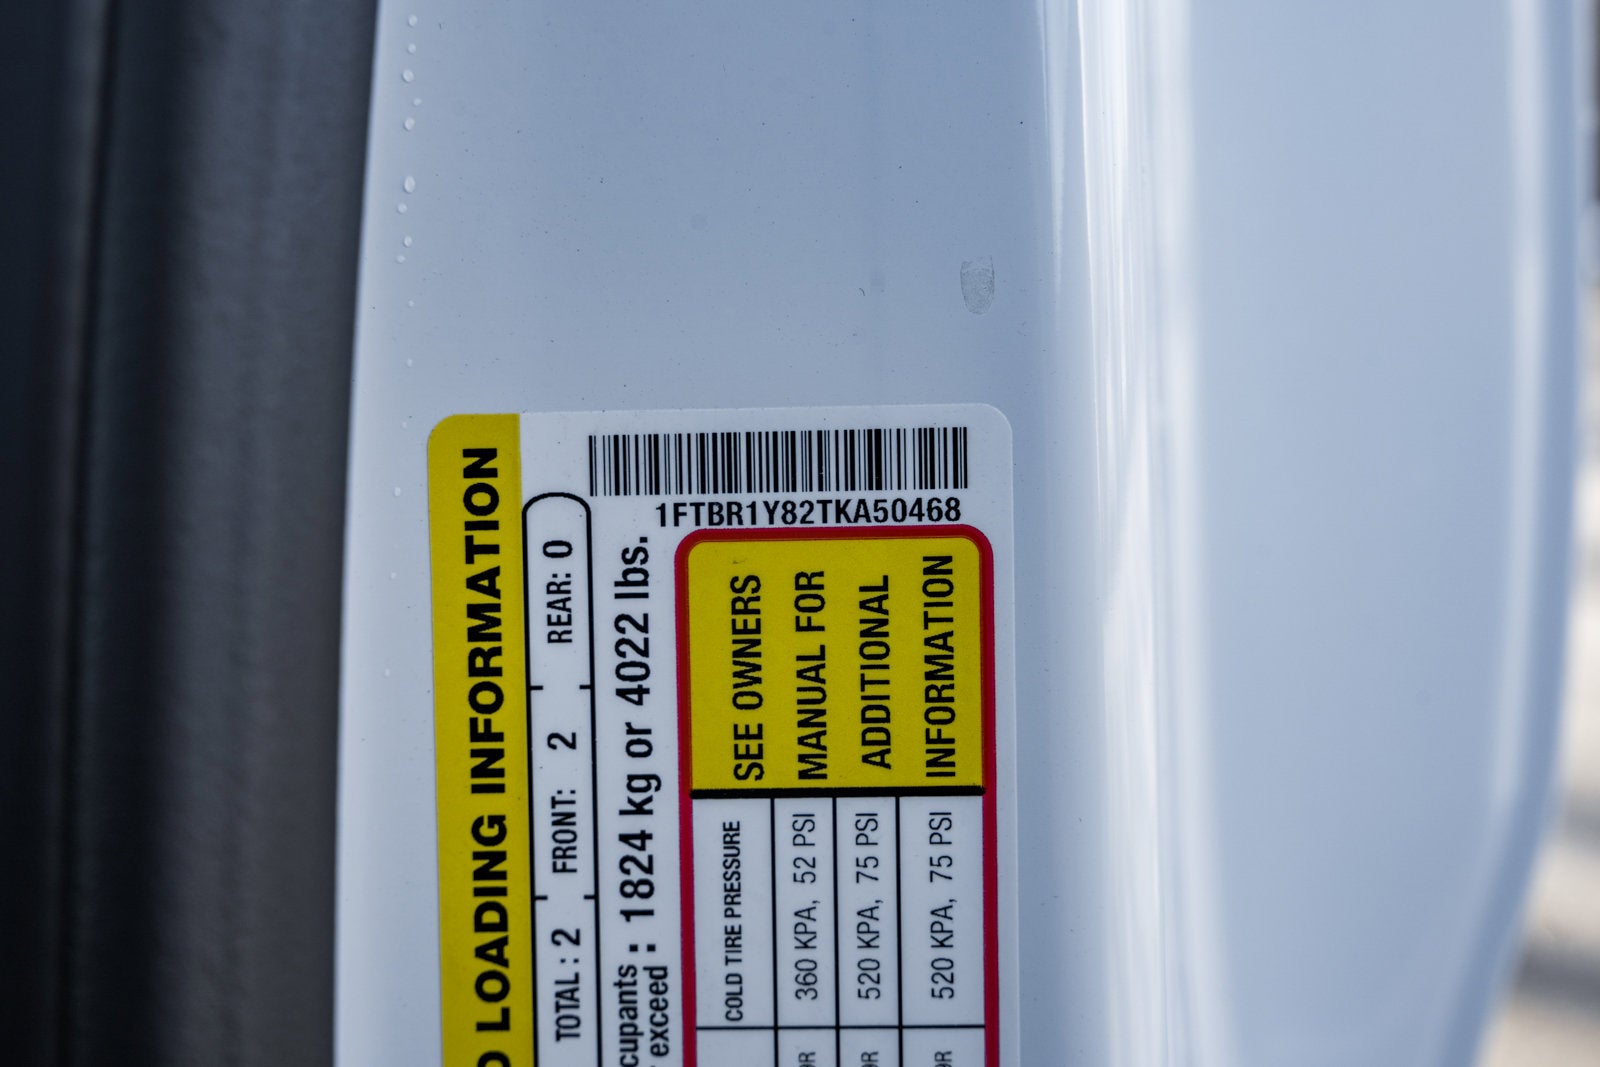 1FTBR1Y82TKA50468
LOADING INFORMATION
TOTAL : 2 FRONT: 2 REAR: 0
: 1824 kg or 4022 lbs.
exceed
COLD TIRE PRESSURE
360 KPA, 52 PSI
520 KPA, 75 PSI
520 KPA, 75 PSI
SEE OWNERS
MANUAL FOR
ADDITIONAL
INFORMATION